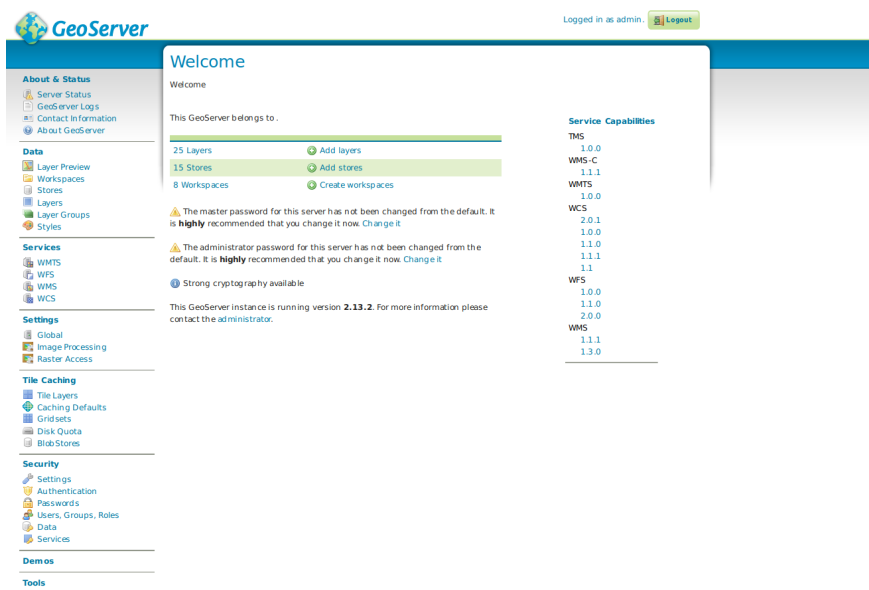 GeoServer
Logged in as admin.
Logout
About & Status
Server Status
GeoServer Logs
Contact Information
About GeoServer
Data
Layer Preview
Workspaces
Stores
Layers
Layer Groups
Styles
Services
WMTS
WFS
WMS
WCS
Settings
Global
Image Processing
Raster Access
Tile Caching
Tile Layers
Caching Defaults
Gridsets
Disk Quota
BlobStores
Security
Settings
Authentication
Passwords
Users, Groups, Roles
Data
Services
Demos
Tools
Welcome
Welcome
This GeoServer belongs to .
25 Layers Add layers
15 Stores Add stores
8 Workspaces Create workspaces
The master password for this server has not been changed from the default. It
is highly recommended that you change it now. Change it
The administrator password for this server has not been changed from the
default. It is highly recommended that you change it now. Change it
Strong cryptography available
This GeoServer instance is running version 2.13.2. For more information please
contact the administrator.
Service Capabilities
TMS
1.0.0
WMS-C
1.1.1
WMTS
1.0.0
WCS
2.0.1
1.0.0
1.1.0
1.1.1
1.1
WFS
1.0.0
1.1.0
2.0.0
WMS
1.1.1
1.3.0